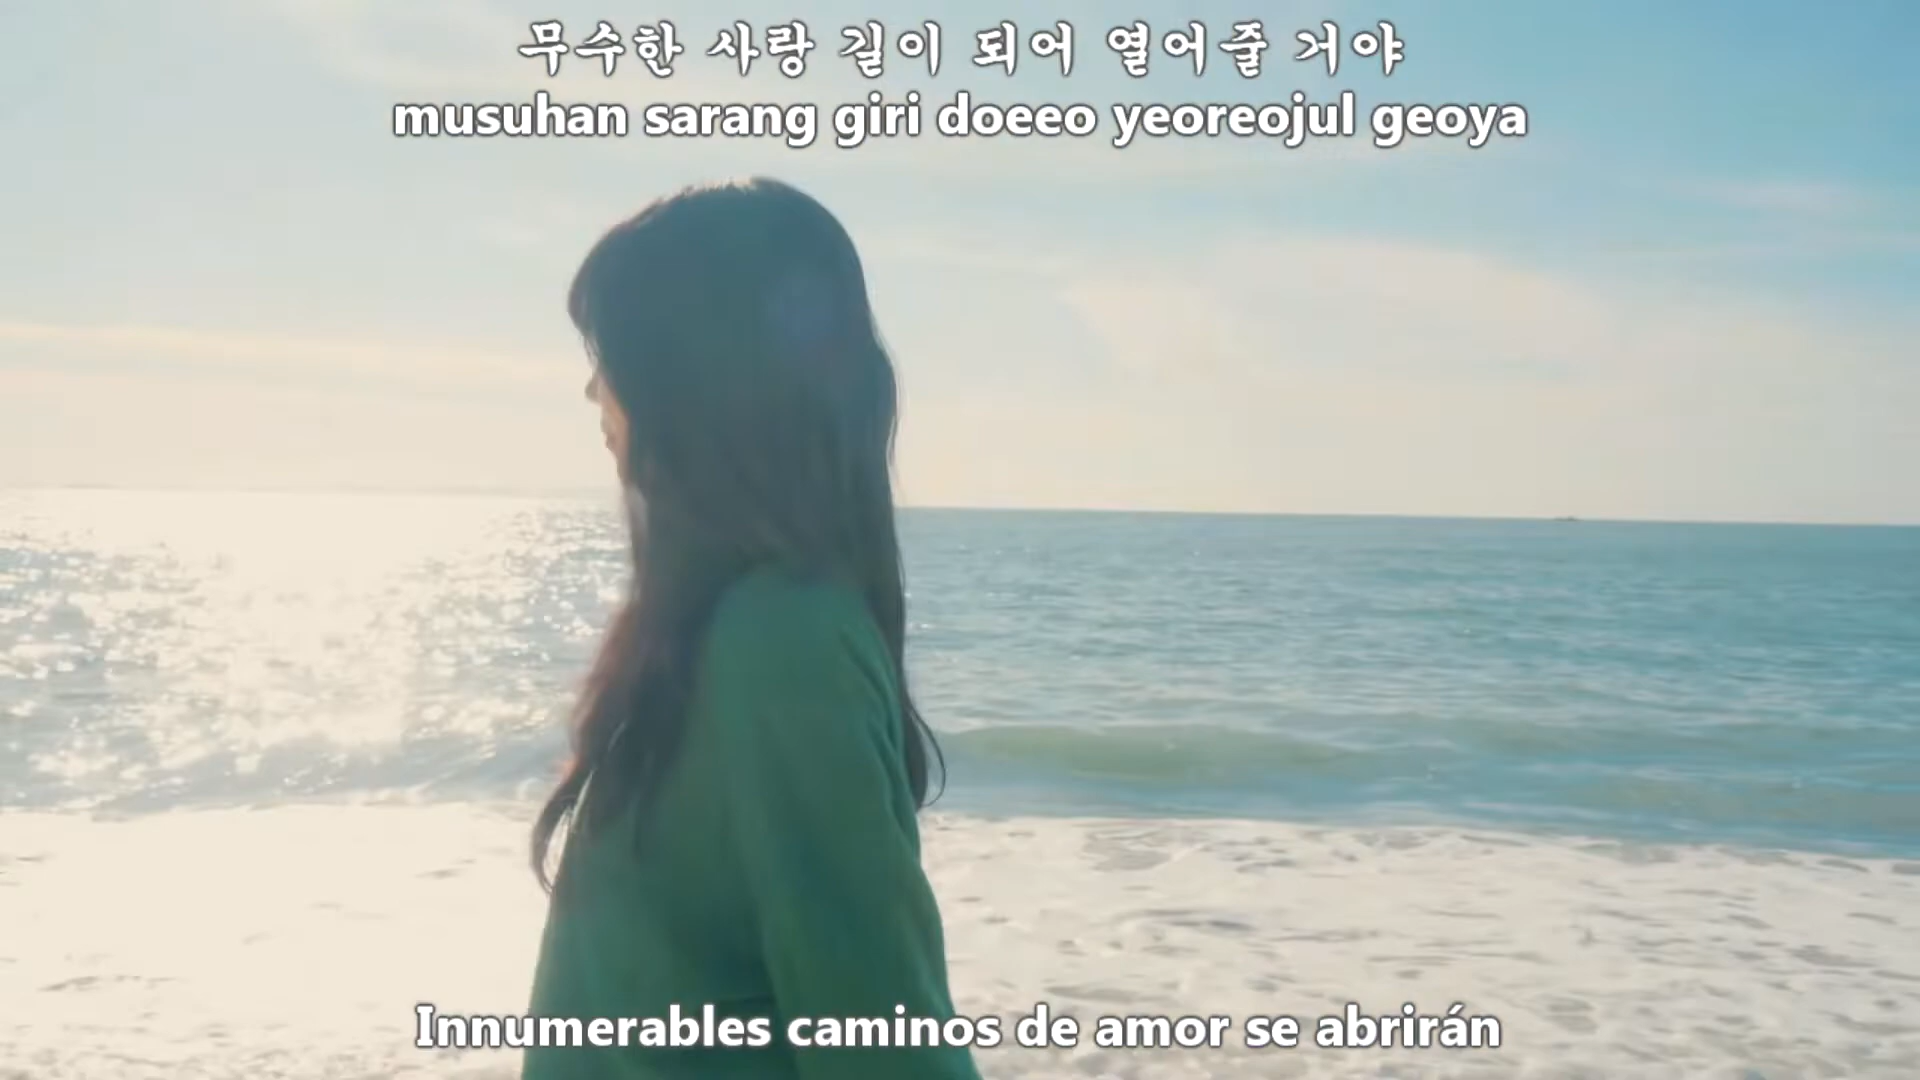 무수한 사랑 길이 되어 열어줄 거야
musuhan sarang giri doeeo yeoreojul geoya
Innumerables caminos de amor se abrirán